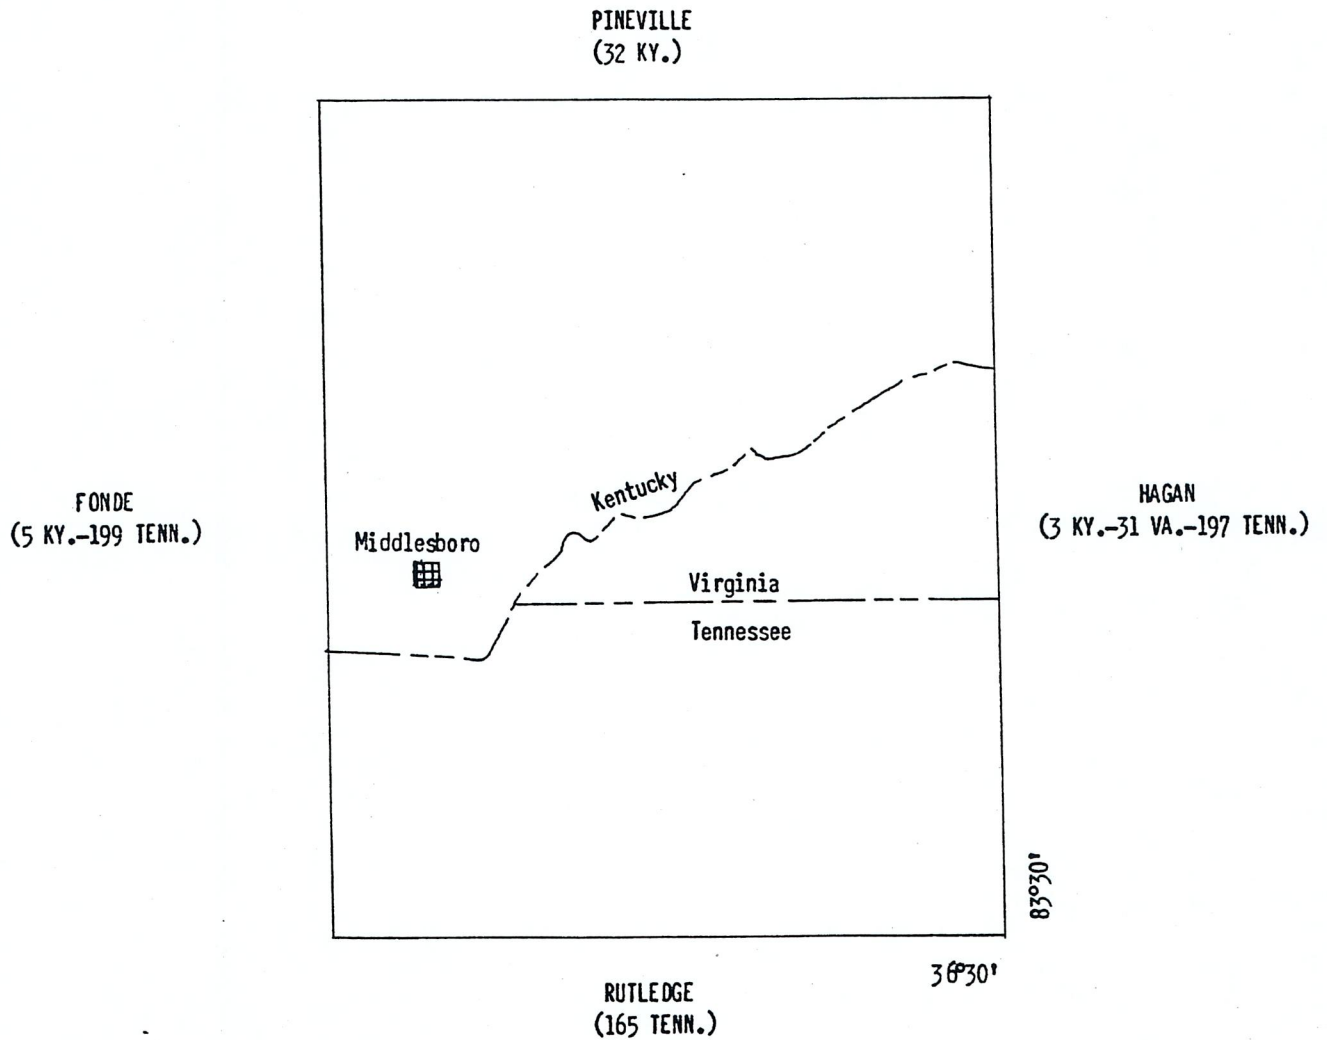 PINEVILLE
(32 KY.)
Kentucky
FONDE
(5 KY.-199 TENN.)
HAGAN
(3 KY.-31 VA.-197 TENN.)
Middlesboro
Virginia
Tennessee
83°30'
36°30'
RUTLEDGE
(165 TENN.)